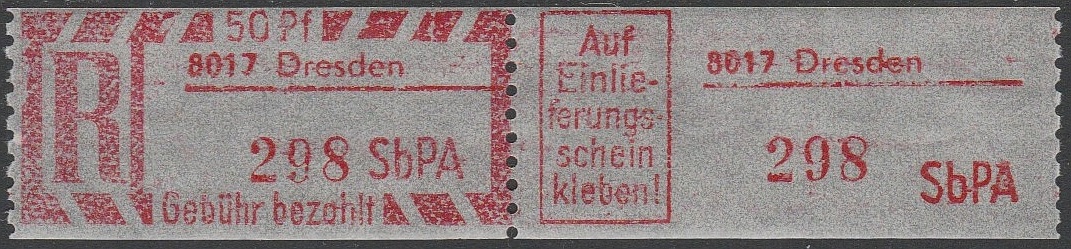 50 Pf
R
8017 Dresden
298 SbPA
Gebühr bezahlt
Auf
Einlie-
ferungs-
schein
kleben!
8017 Dresden
298
SbPA